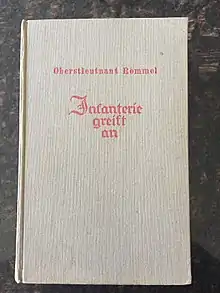 Oberstleutnant Rommel
Infanterie
greift
an